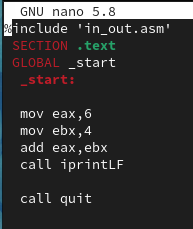 GNU nano 5.8
%include 'in_out.asm'
SECTION .text
GLOBAL _start
_start:
mov eax,6
mov ebx,4
add eax,ebx
call iprintLF
call quit